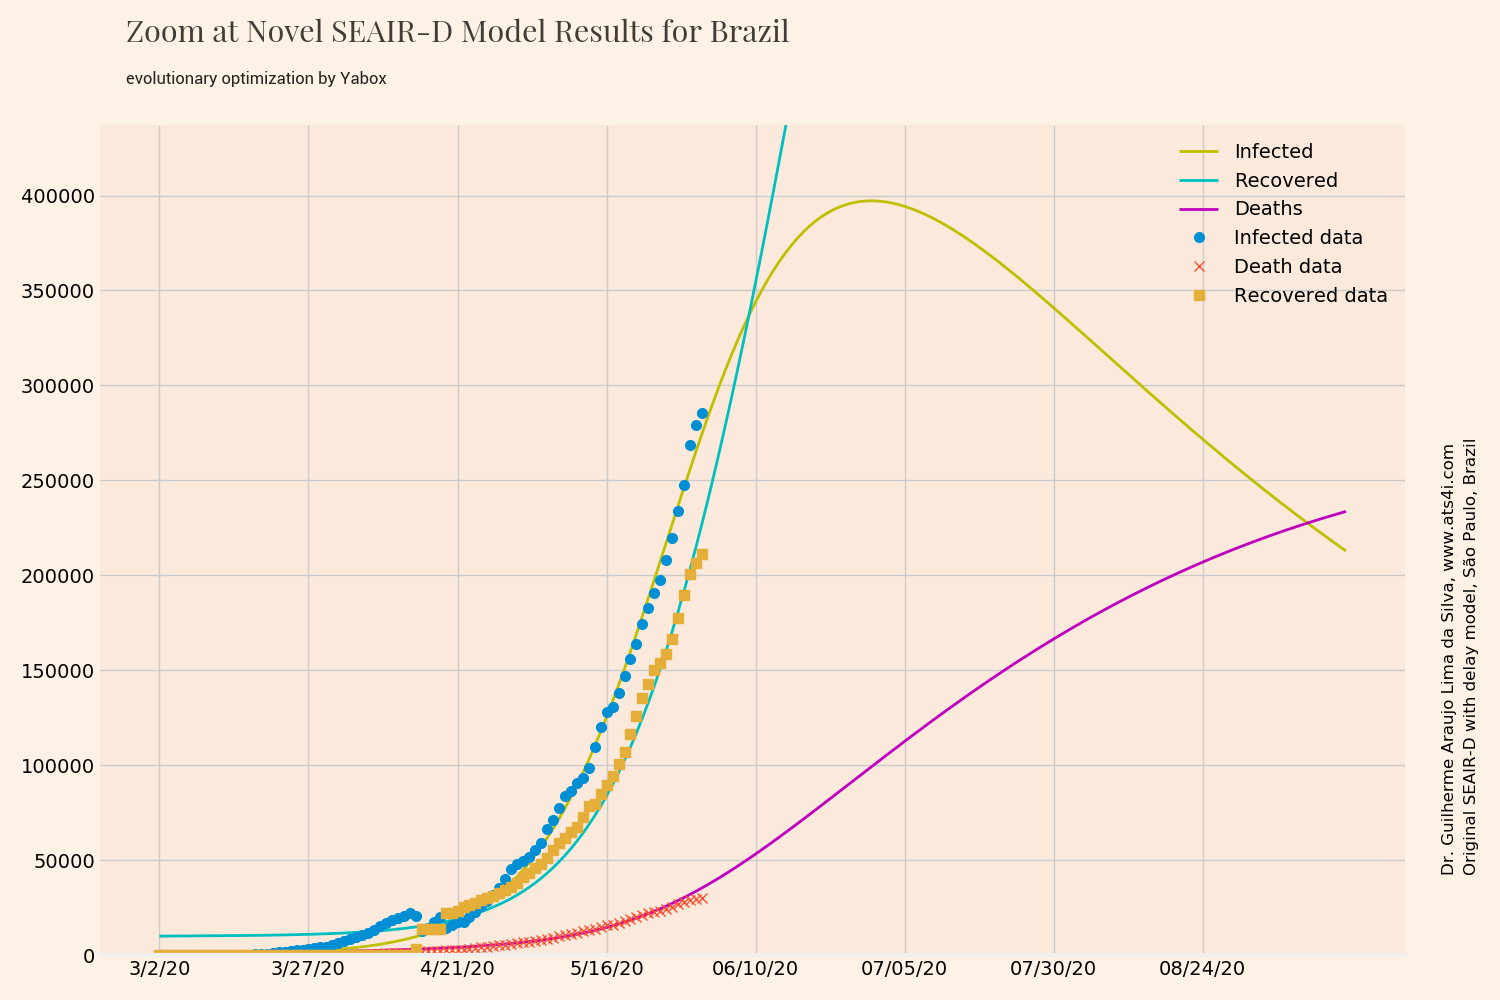 Zoom at Novel SEAIR-D Model Results for Brazil
evolutionary optimization by Yabox
Infected
Recovered
Deaths
Infected data
Death data
Recovered data
400000
350000
300000
250000
200000
150000
100000
50000
0
3/2/20 3/27/20 4/21/20 5/16/20 06/10/20 07/05/20 07/30/20 08/24/20
Dr. Guilherme Araujo Lima da Silva, www.ats4i.com
Original SEAIR-D with delay model, São Paulo, Brazil